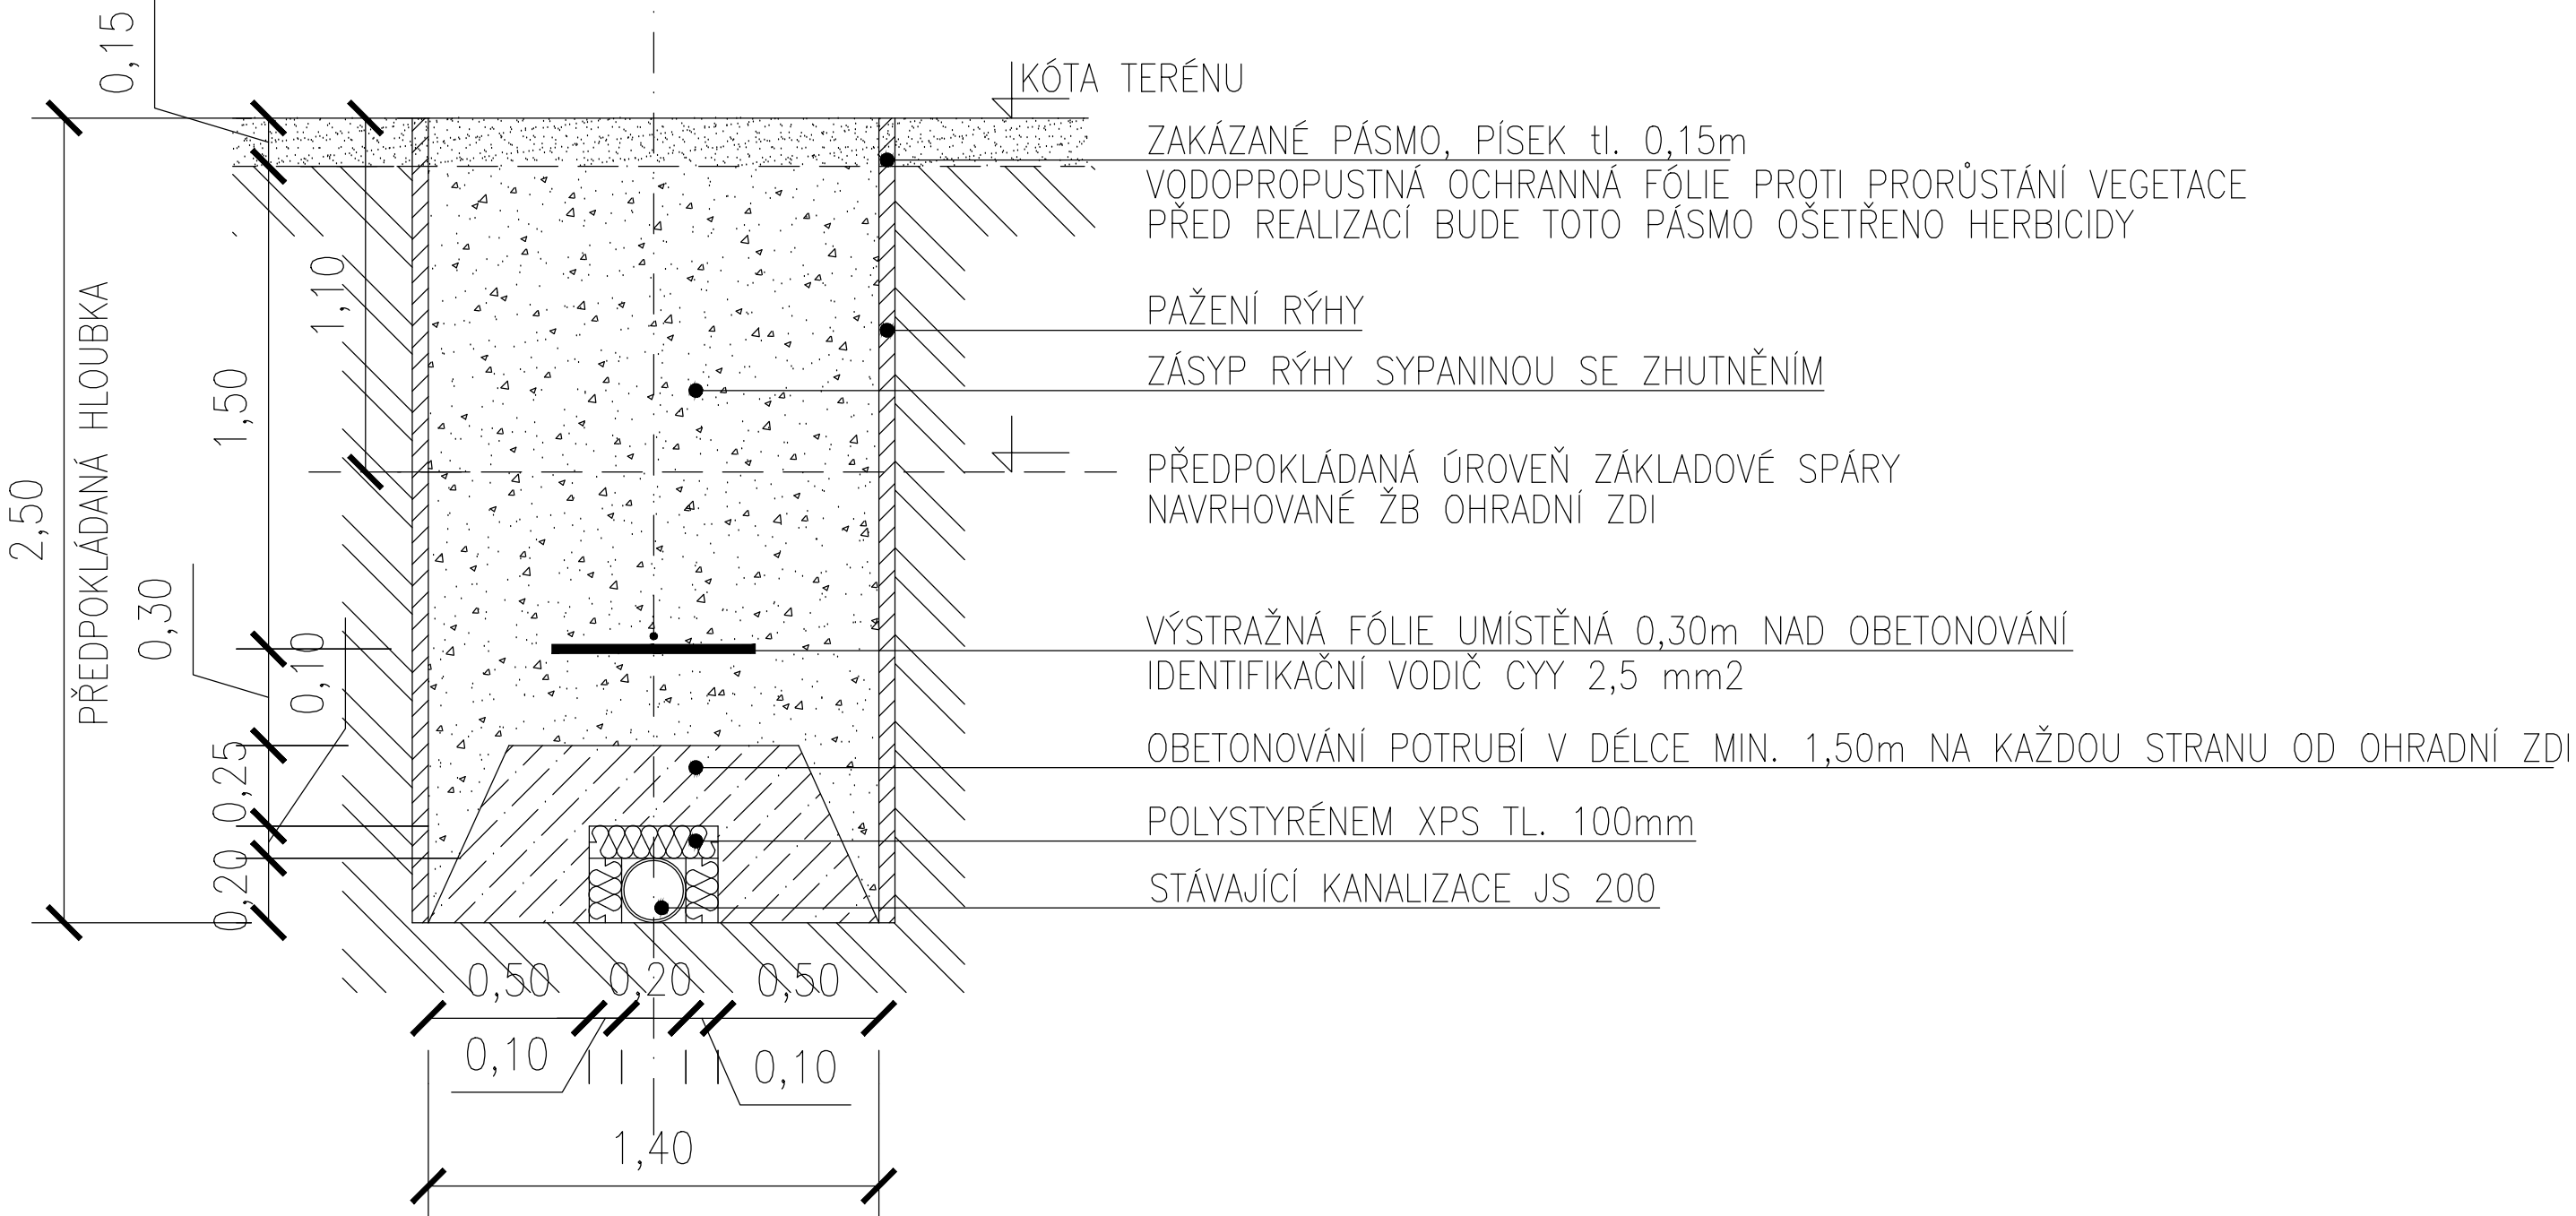 0,15
KÓTA TERÉNU
ZAKÁZANÉ PÁSMO, PÍSEK tl. 0,15m
VODOPROPUSTNÁ OCHRANNÁ FÓLIE PROTI PRORŮSTÁNÍ VEGETACE
PŘED REALIZACÍ BUDE TOTO PÁSMO OŠETŘENO HERBICIDY
PAŽENÍ RÝHY
ZÁSYP RÝHY SYPANINOU SE ZHUTNĚNÍM
PŘEDPOKLÁDANÁ ÚROVEŇ ZÁKLADOVÉ SPÁRY
NAVRHOVANÉ ŽB OHRADNÍ ZDI
VÝSTRAŽNÁ FÓLIE UMÍSTĚNÁ 0,30m NAD OBETONOVÁNÍ
IDENTIFIKAČNÍ VODIČ CYY 2,5 mm2
OBETONOVÁNÍ POTRUBÍ V DÉLCE MIN. 1,50m NA KAŽDOU STRANU OD OHRADNÍ ZDI
POLYSTYRÉNEM XPS TL. 100mm
STÁVAJÍCÍ KANALIZACE JS 200
2,50
PŘEDPOKLÁDANÁ HLOUBKA
1,10
1,50
0,30
0,10
0,25
0,20
0,50 0,20 0,50
0,10 0,10
1,40